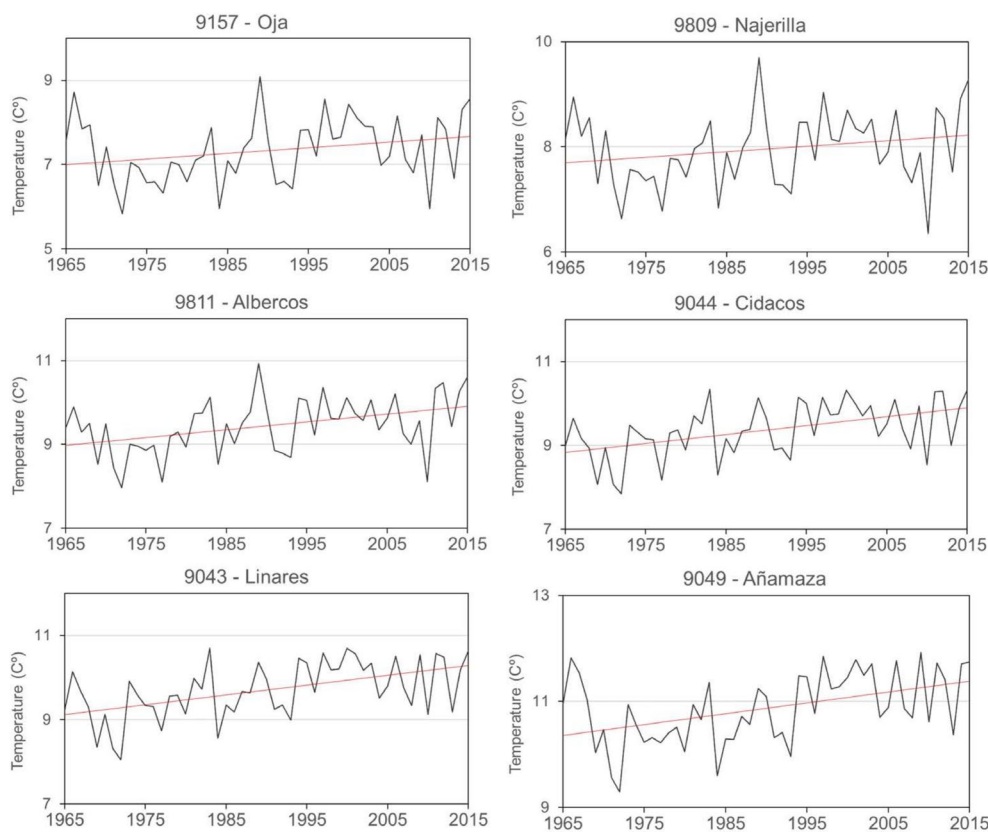 9157 - Oja
Temperature (C°)
9
7
5
1965 1975 1985 1995 2005 2015
9809 - Najerilla
Temperature (C°)
10
8
6
1965 1975 1985 1995 2005 2015
9811 - Albercos
Temperature (C°)
11
9
7
1965 1975 1985 1995 2005 2015
9044 - Cidacos
Temperature (C°)
11
9
7
1965 1975 1985 1995 2005 2015
9043 - Linares
Temperature (C°)
11
9
7
1965 1975 1985 1995 2005 2015
9049 - Añamaza
Temperature (C°)
13
11
9
1965 1975 1985 1995 2005 2015